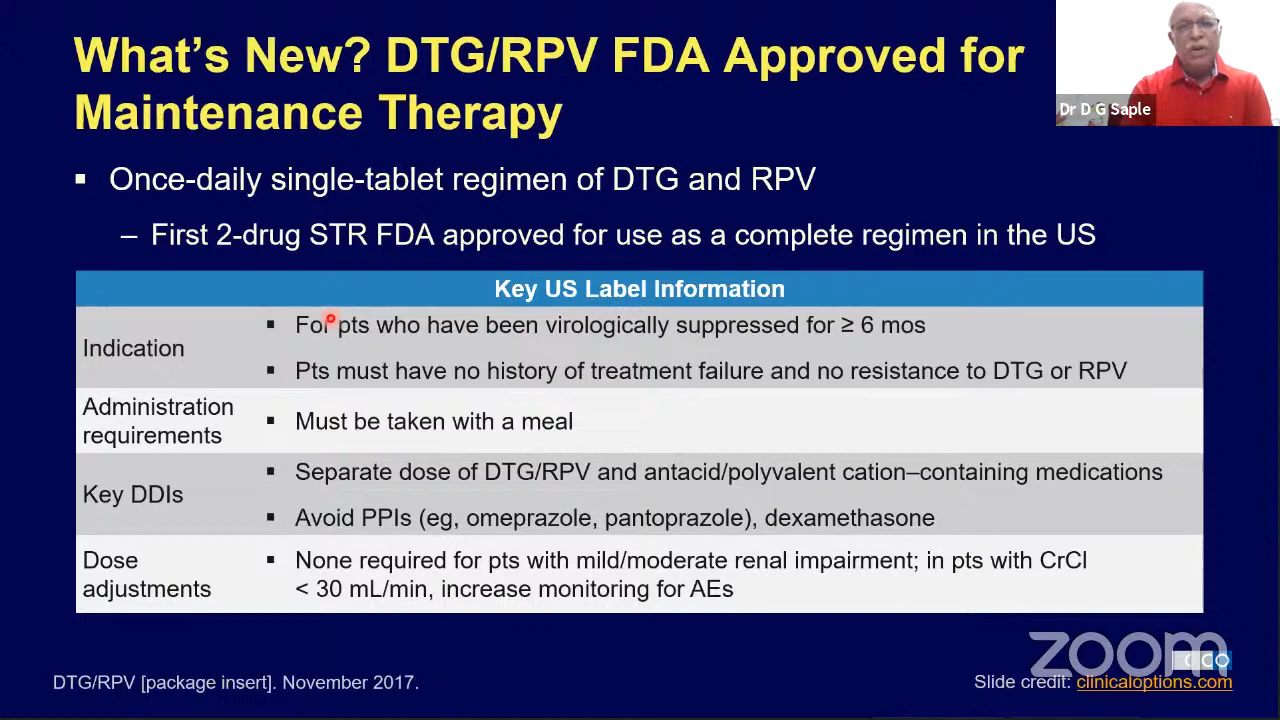 What's New? DTG/RPV FDA Approved for
Maintenance Therapy
Dr D G Saple
▪ Once-daily single-tablet regimen of DTG and RPV
– First 2-drug STR FDA approved for use as a complete regimen in the US
Key US Label Information
Indication
▪ For pts who have been virologically suppressed for ≥ 6 mos
▪ Pts must have no history of treatment failure and no resistance to DTG or RPV
Administration
requirements
▪ Must be taken with a meal
Key DDIs
▪ Separate dose of DTG/RPV and antacid/polyvalent cation–containing medications
▪ Avoid PPIs (eg, omeprazole, pantoprazole), dexamethasone
Dose
adjustments
▪ None required for pts with mild/moderate renal impairment; in pts with CrCl
< 30 mL/min, increase monitoring for AEs
zoom
DTG/RPV [package insert]. November 2017.
Slide credit: clinicaloptions.com